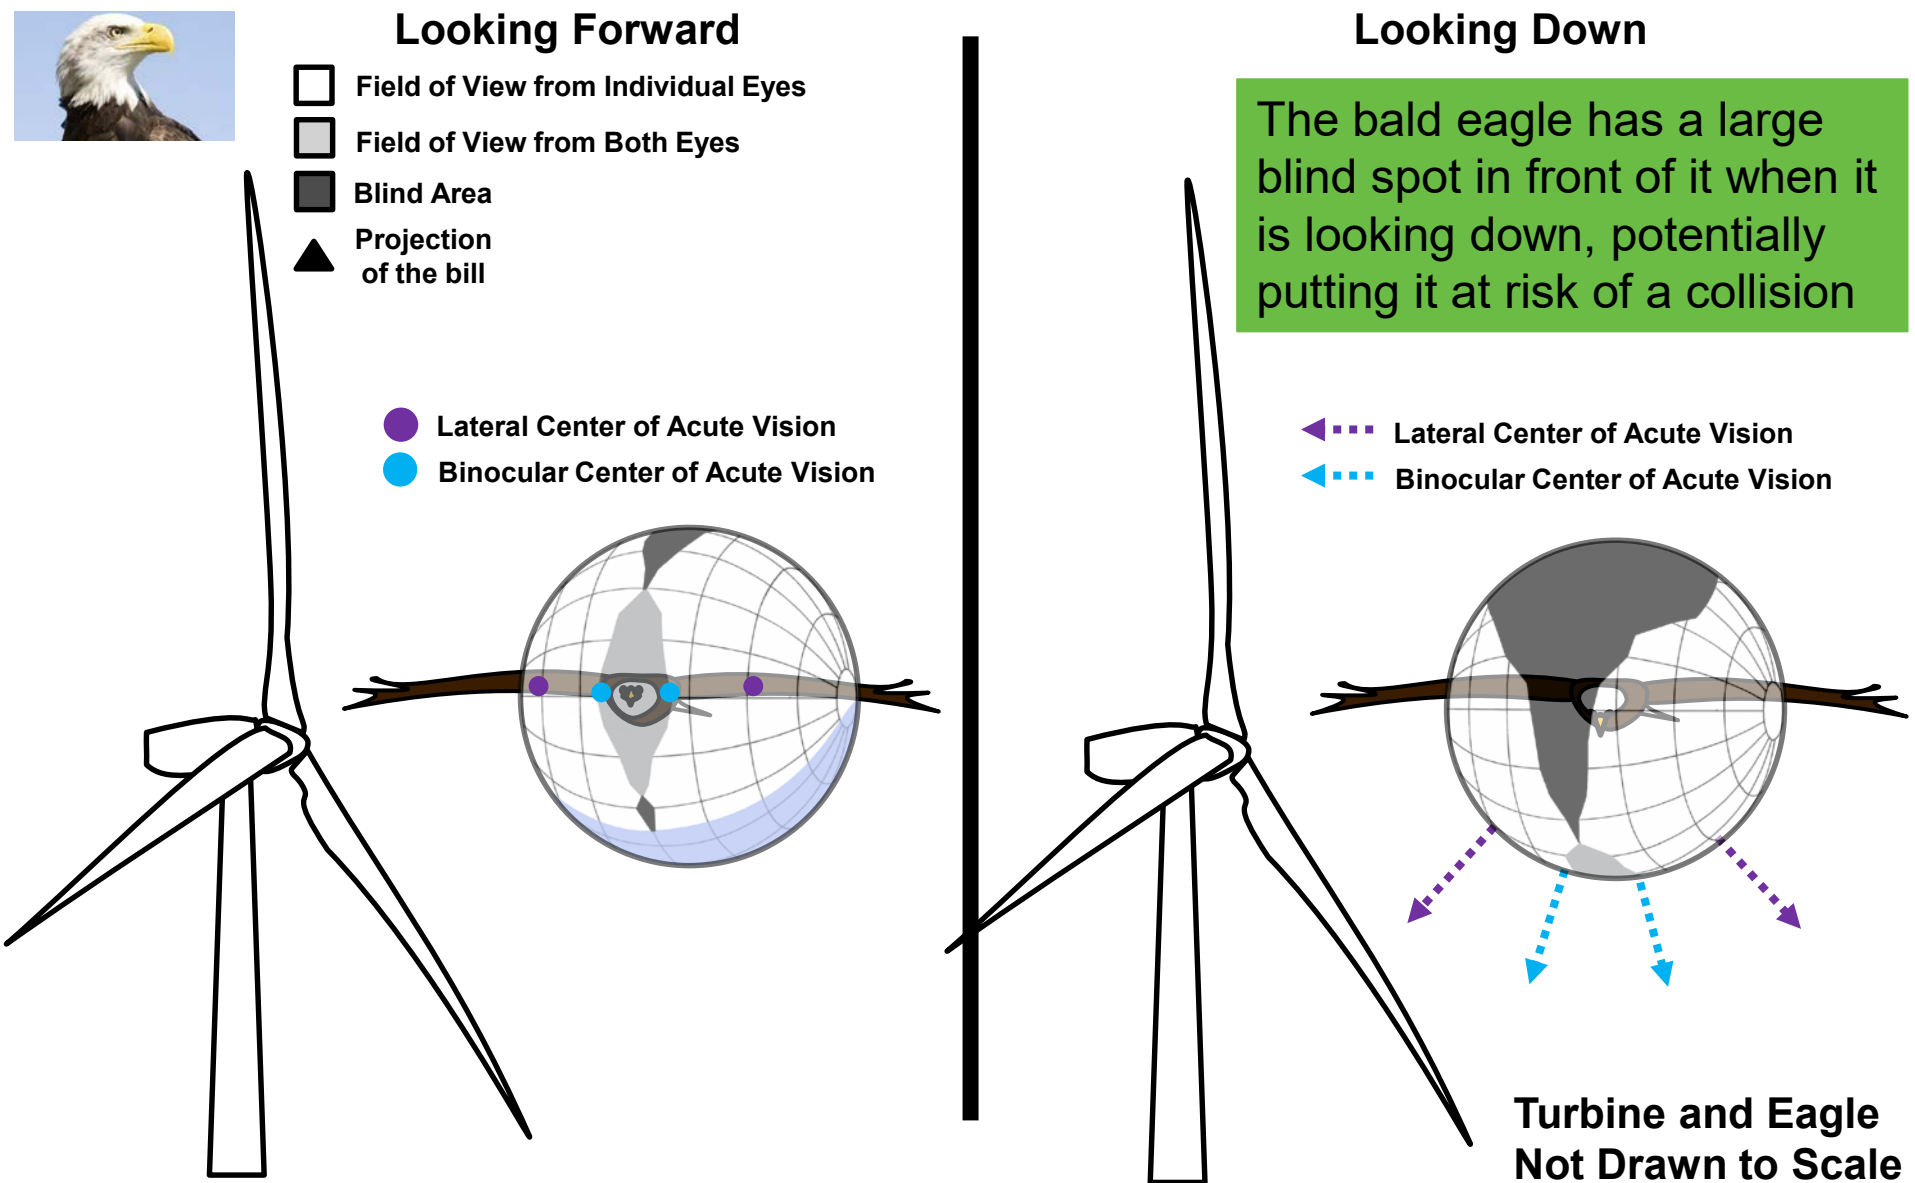 Looking Forward
Field of View from Individual Eyes
Field of View from Both Eyes
Blind Area
Projection
of the bill
Lateral Center of Acute Vision
Binocular Center of Acute Vision
Looking Down
The bald eagle has a large
blind spot in front of it when it
is looking down, potentially
putting it at risk of a collision
Lateral Center of Acute Vision
Binocular Center of Acute Vision
Turbine and Eagle
Not Drawn to Scale